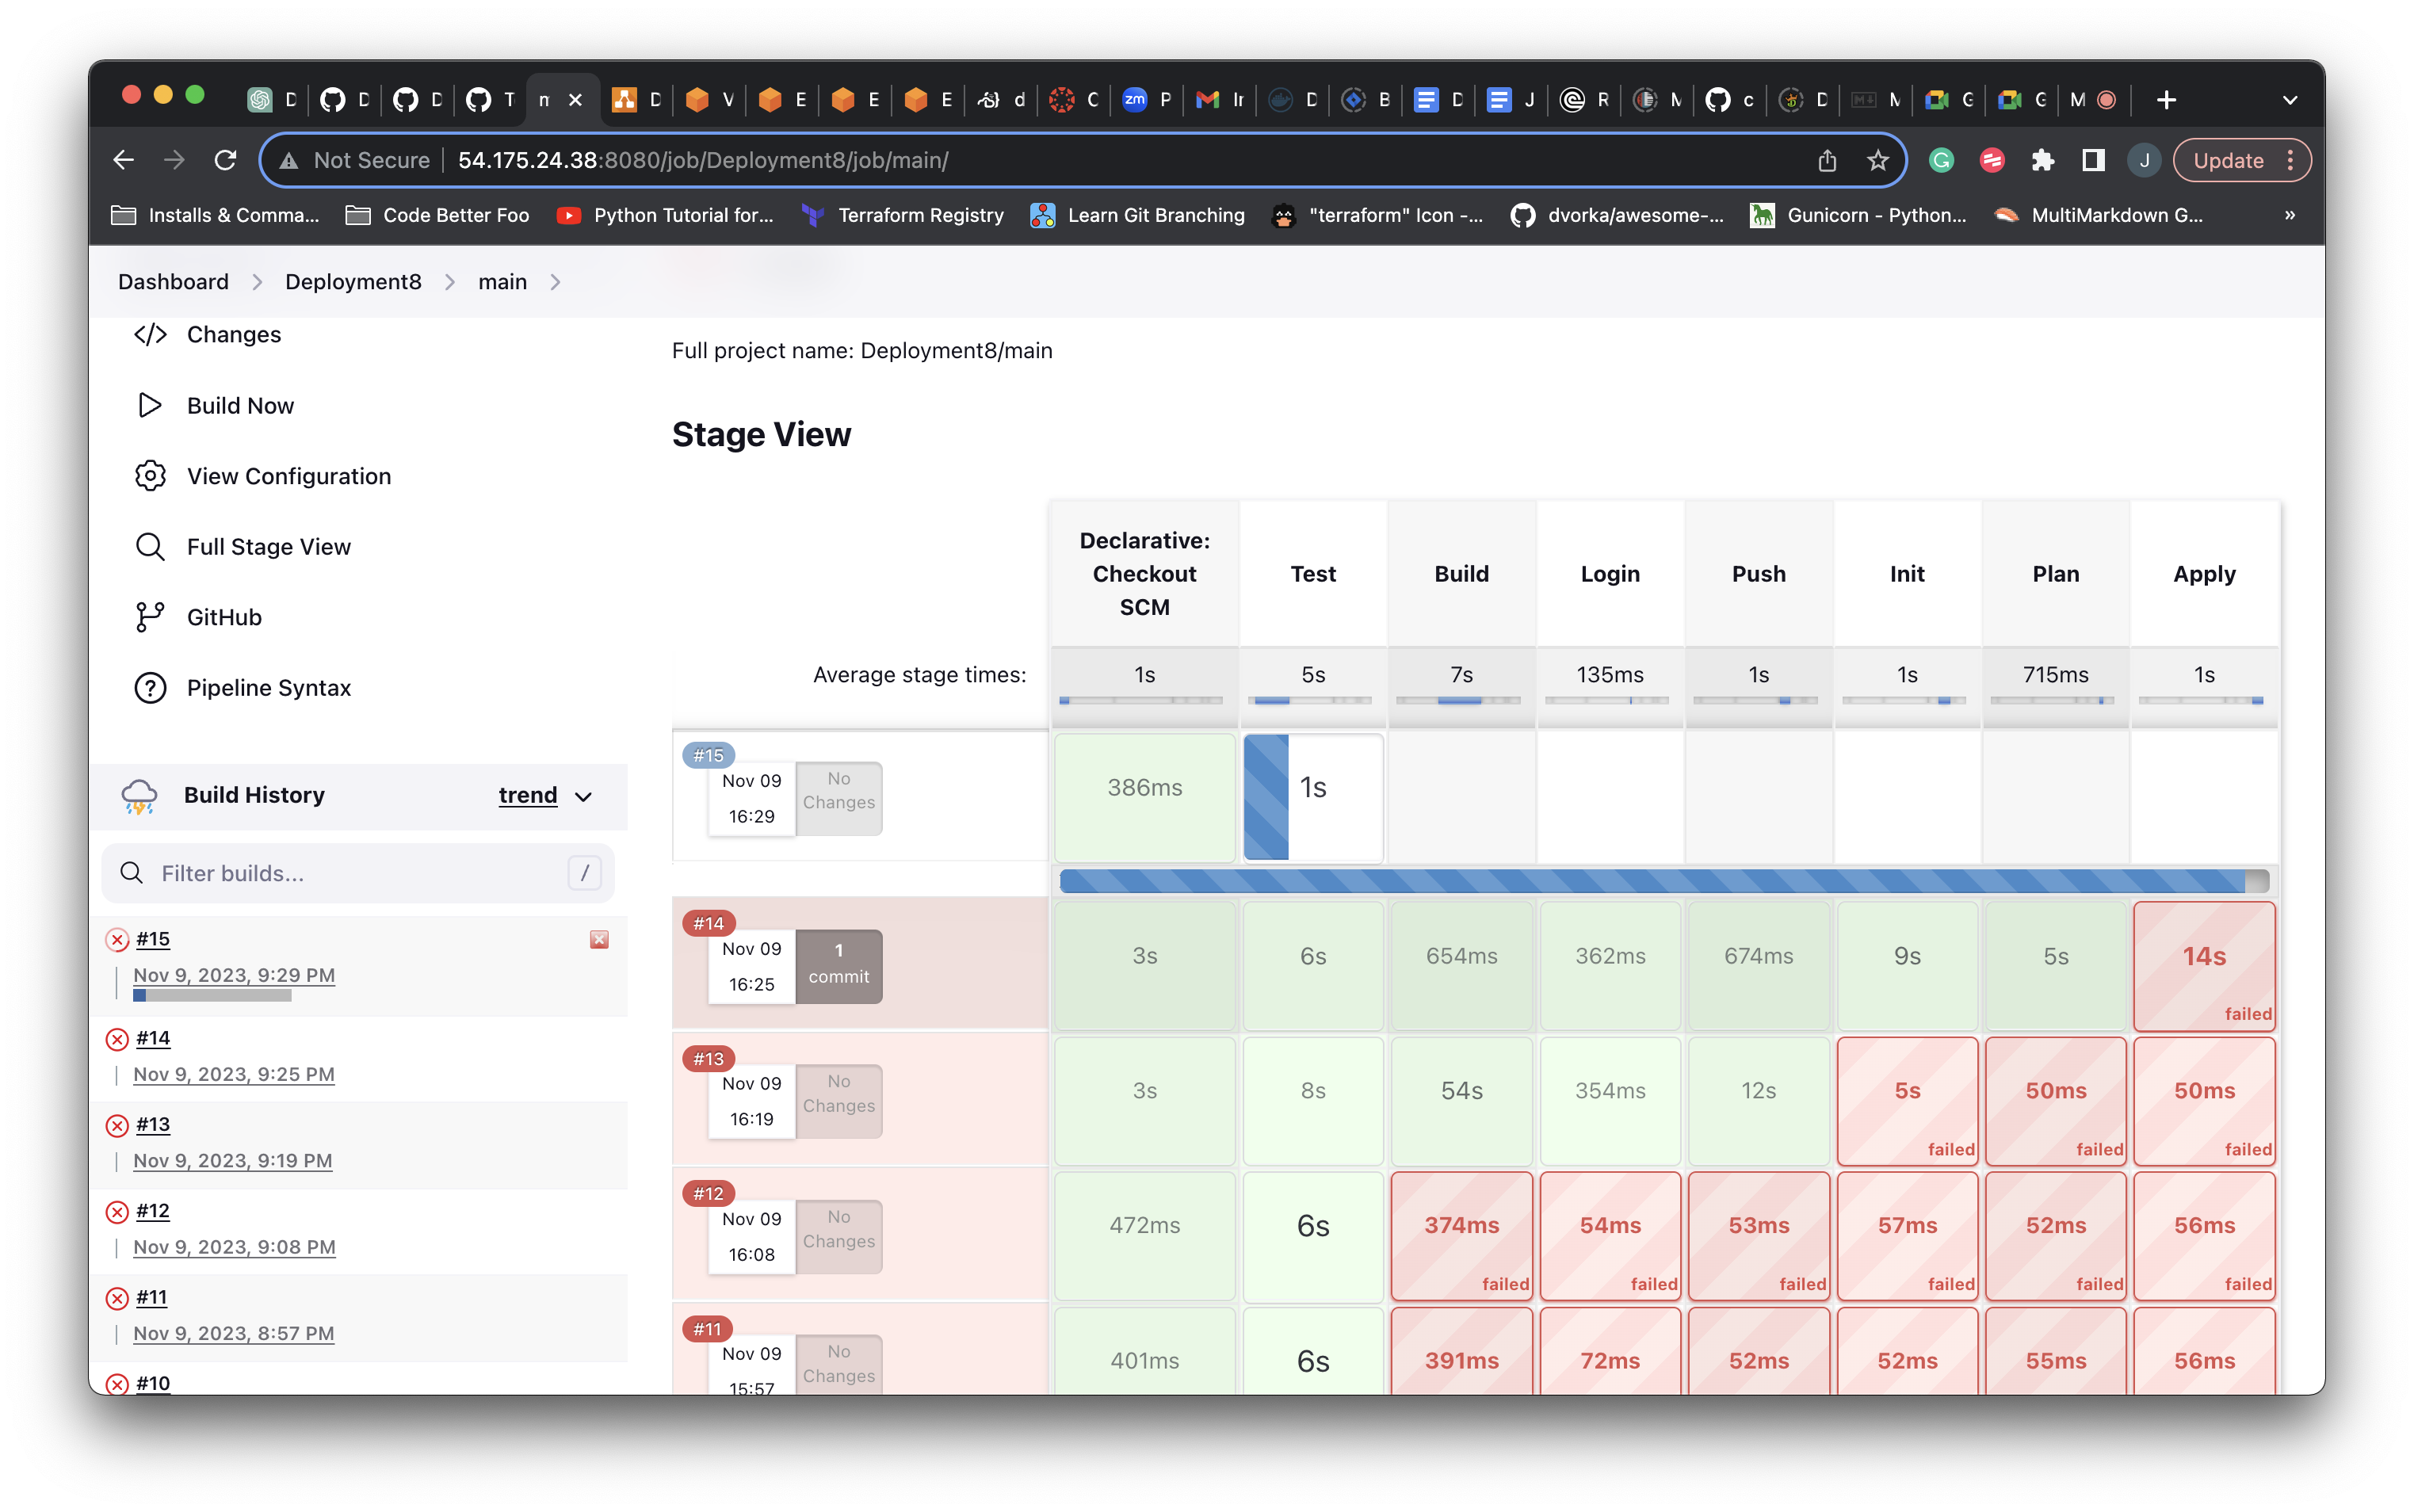 D D D T n D V E E E d C P Ir D B D J R M c D M G G M
Not Secure 54.175.24.38:8080/job/Deployment8/job/main/ J Update
Installs & Comma... Code Better Foo Python Tutorial for... Terraform Registry Learn Git Branching "terraform" Icon -... dvorka/awesome-... Gunicorn - Python... MultiMarkdown G... »
Dashboard Deployment8 main
Changes
Build Now
View Configuration
Full Stage View
GitHub
Pipeline Syntax
Build History trend
Filter builds... /
#15
Nov 9, 2023, 9:29 PM
#14
Nov 9, 2023, 9:25 PM
#13
Nov 9, 2023, 9:19 PM
#12
Nov 9, 2023, 9:08 PM
#11
Nov 9, 2023, 8:57 PM
#10
Full project name: Deployment8/main
Stage View
Declarative: Checkout SCM Test Build Login Push Init Plan Apply
Average stage times: 1s 5s 7s 135ms 1s 1s 715ms 1s
#15
Nov 09 16:29 No Changes 386ms 1s
#14
Nov 09 16:25 1 commit 3s 6s 654ms 362ms 674ms 9s 5s 14s failed
#13
Nov 09 16:19 No Changes 3s 8s 54s 354ms 12s 5s failed 50ms failed 50ms failed
#12
Nov 09 16:08 No Changes 472ms 6s 374ms failed 54ms failed 53ms failed 57ms failed 52ms failed 56ms failed
#11
Nov 09 15:57 No Changes 401ms 6s 391ms 72ms 52ms 52ms 55ms 56ms